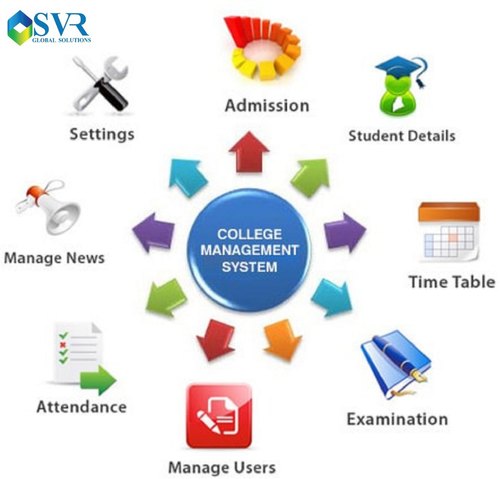 SVR
GLOBAL SOLUTIONS
Admission
Settings
Student Details
COLLEGE
MANAGEMENT
SYSTEM
Manage News
Time Table
Attendance
Examination
Manage Users